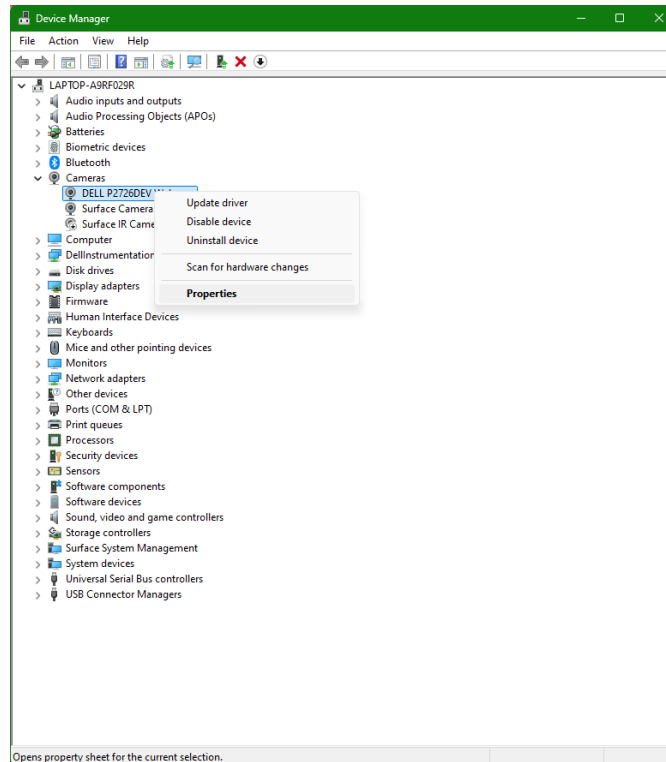 Device Manager
File Action View Help
LAPTOP-A9RF029R
Audio inputs and outputs
Audio Processing Objects (APOs)
Batteries
Biometric devices
Bluetooth
Cameras
DELL P2726DEV
Surface Camera
Surface IR Came
Update driver
Disable device
Uninstall device
Scan for hardware changes
Properties
Computer
DellInstrumentation
Disk drives
Display adapters
Firmware
Human Interface Devices
Keyboards
Mice and other pointing devices
Monitors
Network adapters
Other devices
Ports (COM & LPT)
Print queues
Processors
Security devices
Sensors
Software components
Software devices
Sound, video and game controllers
Storage controllers
Surface System Management
System devices
Universal Serial Bus controllers
USB Connector Managers
Opens property sheet for the current selection.